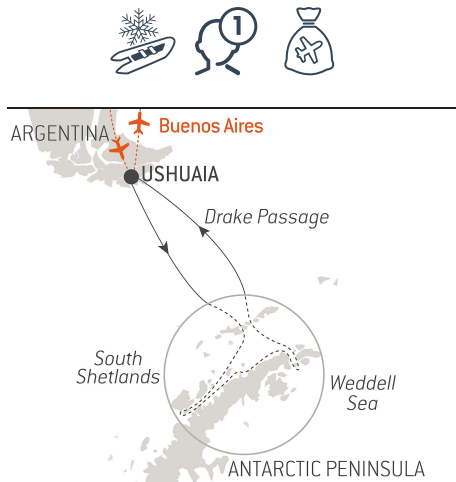 1
ARGENTINA
Buenos Aires
USHUAIA
Drake Passage
South
Shetlands
Weddell
Sea
ANTARCTIC PENINSULA